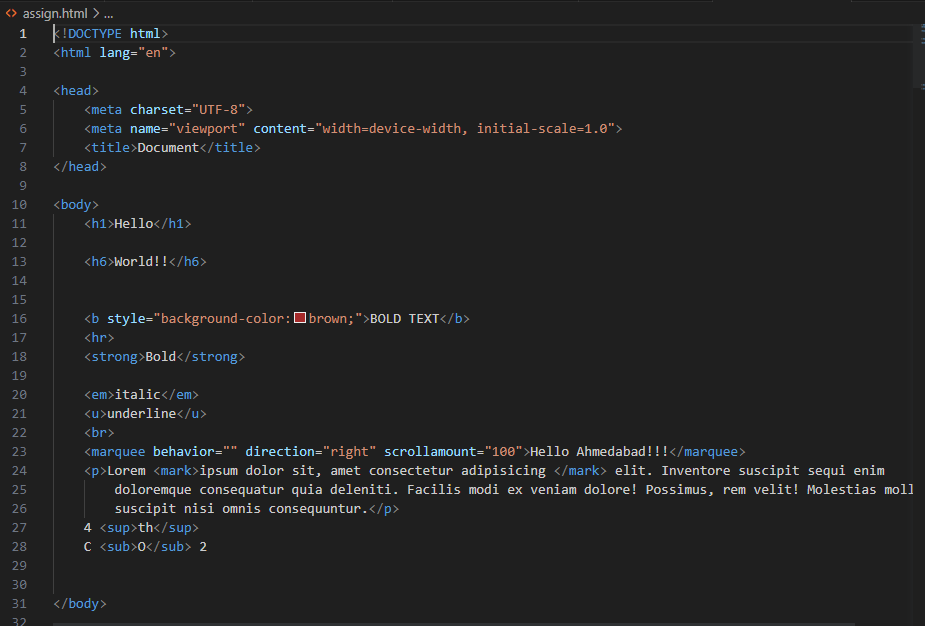 assign.html > ...
1 <!DOCTYPE html>
2 <html lang="en">
3
4 <head>
5     <meta charset="UTF-8">
6     <meta name="viewport" content="width=device-width, initial-scale=1.0">
7     <title>Document</title>
8 </head>
9
10 <body>
11     <h1>Hello</h1>
12
13     <h6>World!!</h6>
14
15
16     <b style="background-color:brown;">BOLD TEXT</b>
17     <hr>
18     <strong>Bold</strong>
19
20     <em>italic</em>
21     <u>underline</u>
22     <br>
23     <marquee behavior="" direction="right" scrollamount="100">Hello Ahmedabad!!!</marquee>
24     <p>Lorem <mark>ipsum dolor sit, amet consectetur adipisicing </mark> elit. Inventore suscipit sequi enim
25         doloremque consequatur quia deleniti. Facilis modi ex veniam dolore! Possimus, rem velit! Molestias moll
26         suscipit nisi omnis consequuntur.</p>
27     4 <sup>th</sup>
28     C <sub>O</sub> 2
29
30
31 </body>
32